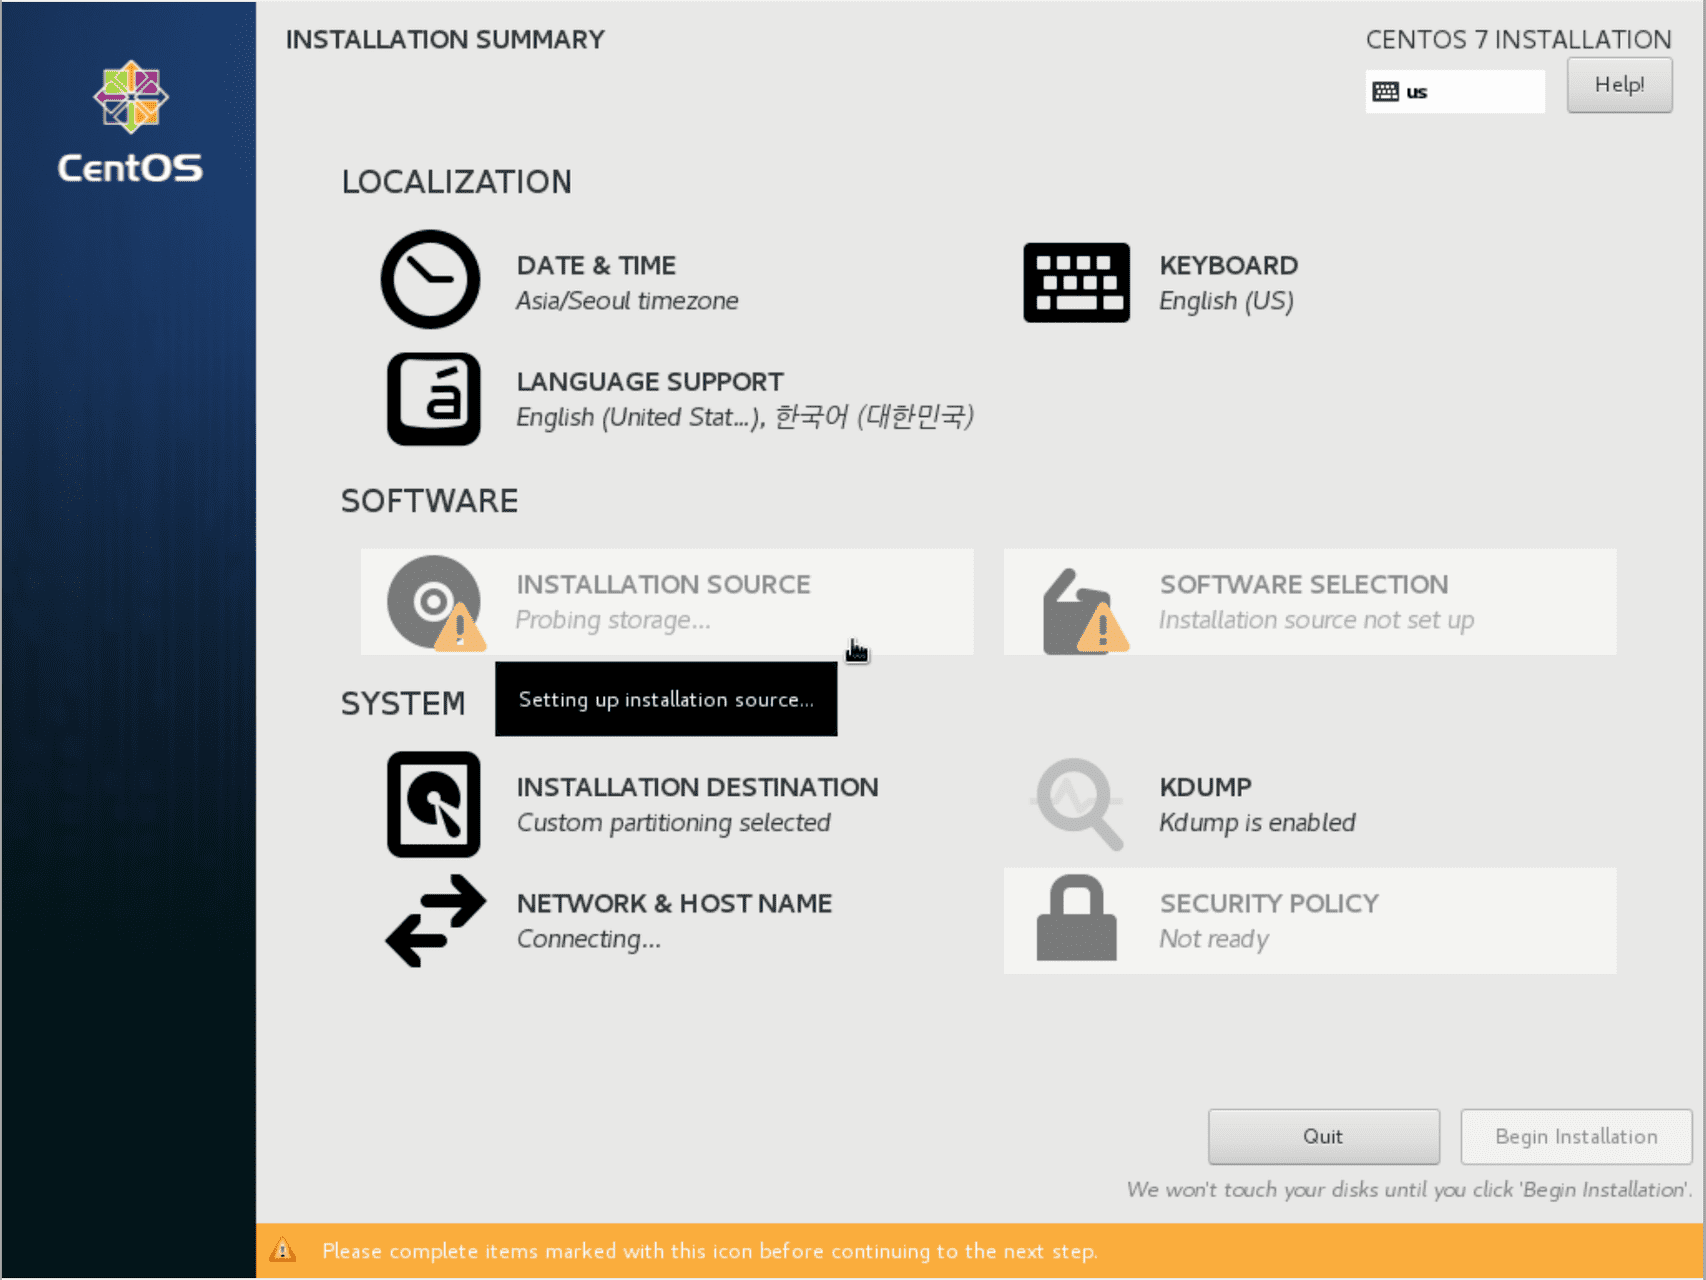 INSTALLATION SUMMARY
CENTOS 7 INSTALLATION
us
Help!
CentOS
LOCALIZATION
DATE & TIME
Asia/Seoul timezone
KEYBOARD
English (US)
á
LANGUAGE SUPPORT
English (United Stat...), 한국어 (대한민국)
SOFTWARE
INSTALLATION SOURCE
Probing storage...
SOFTWARE SELECTION
Installation source not set up
SYSTEM
Setting up installation source...
INSTALLATION DESTINATION
Custom partitioning selected
KDUMP
Kdump is enabled
NETWORK & HOST NAME
Connecting...
SECURITY POLICY
Not ready
Quit
Begin Installation
We won't touch your disks until you click 'Begin Installation'.
Please complete items marked with this icon before continuing to the next step.